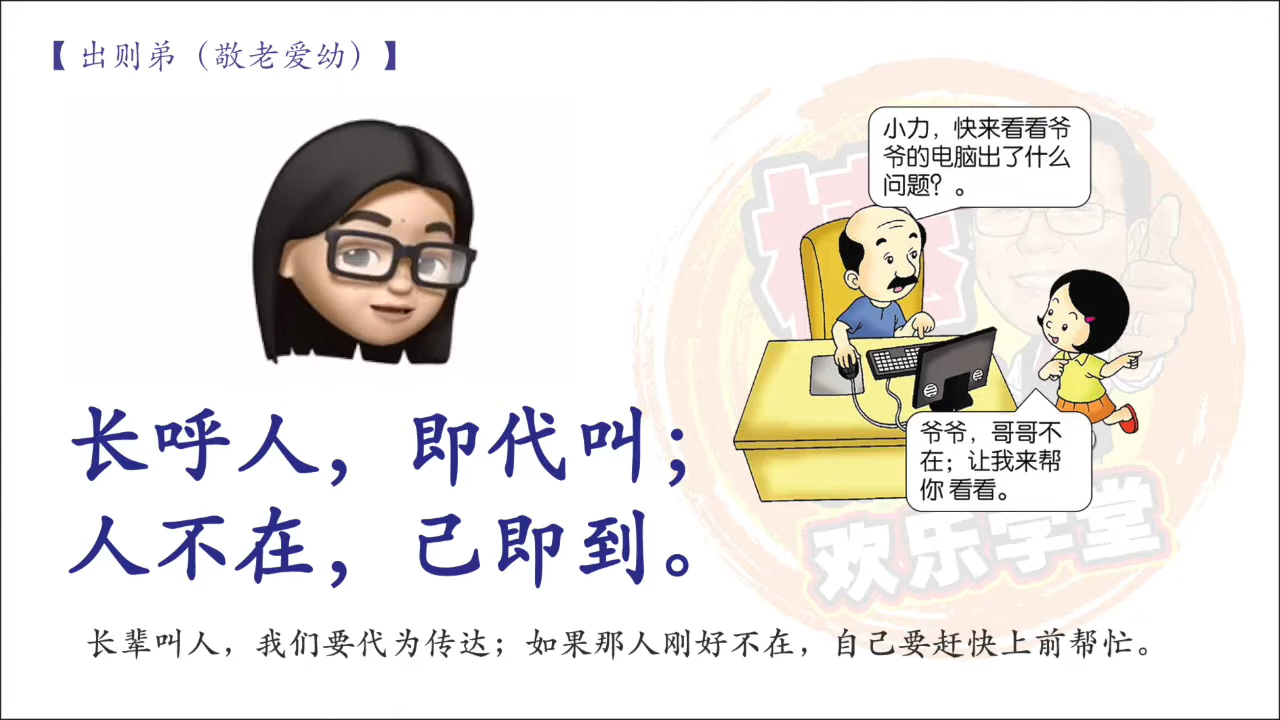 【 出则弟（敬老爱幼）】
小力，快来看看爷
爷的电脑出了什么
问题？。
爷爷，哥哥不
在；让我来帮
你 看看。
长呼人，即代叫；
人不在，己即到。
欢乐学堂
长辈叫人，我们要代为传达；如果那人刚好不在，自己要赶快上前帮忙。